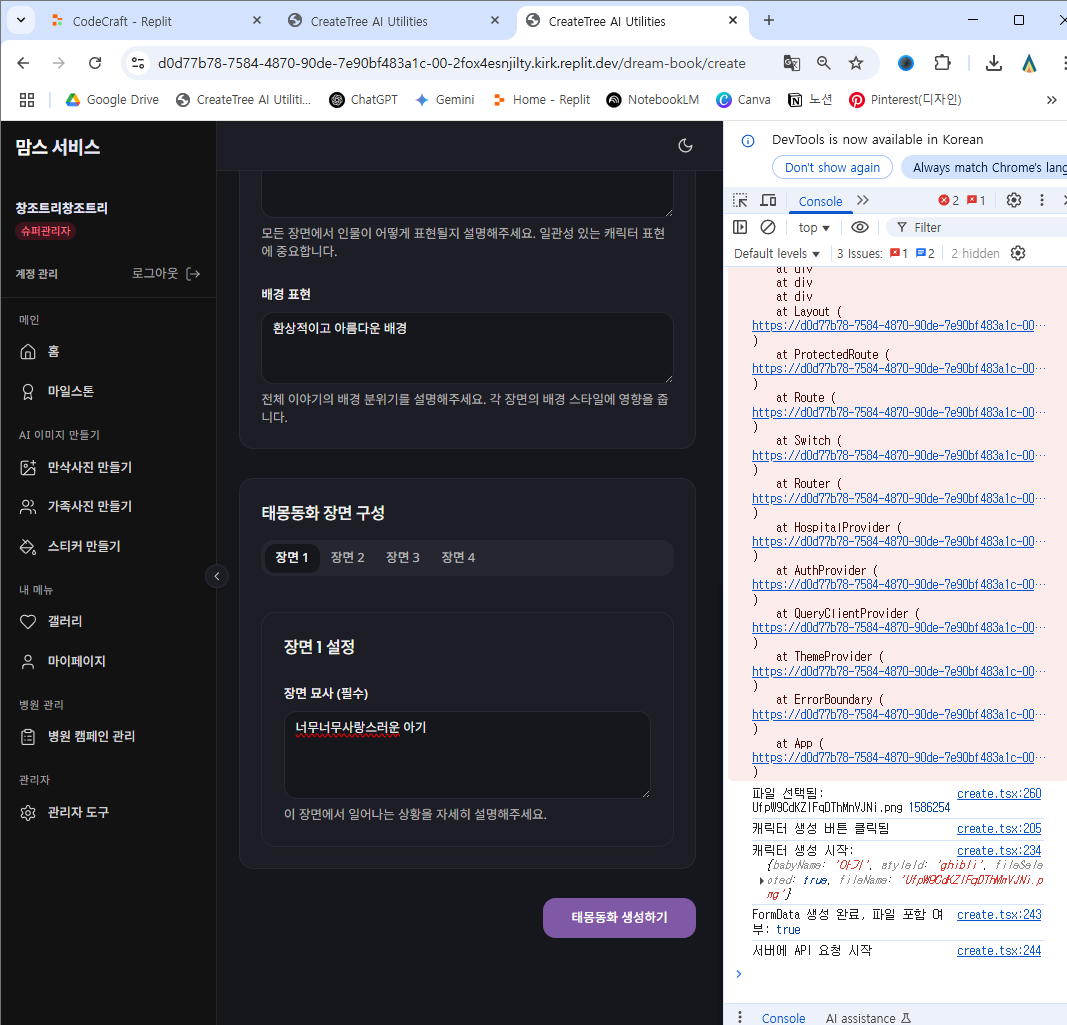 CodeCraft - Replit
CreateTree AI Utilities
CreateTree AI Utilities
d0d77b78-7584-4870-90de-7e90bf483a1c-00-2fox4esnjilty.kirk.replit.dev/dream-book/create
Google Drive
CreateTree AI Utiliti...
ChatGPT
Gemini
Home - Replit
NotebookLM
Canva
노션
Pinterest(디자인)
맘스 서비스
창조트리창조트리
슈퍼관리자
계정 관리
로그아웃
메인
홈
마일스톤
AI 이미지 만들기
만삭사진 만들기
가족사진 만들기
스티커 만들기
내 메뉴
갤러리
마이페이지
병원 관리
병원 캠페인 관리
관리자
관리자 도구
모든 장면에서 인물이 어떻게 표현될지 설명해주세요. 일관성 있는 캐릭터 표현
에 중요합니다.
배경 표현
환상적이고 아름다운 배경
전체 이야기의 배경 분위기를 설명해주세요. 각 장면의 배경 스타일에 영향을 줍
니다.
태몽동화 장면 구성
장면 1 장면 2 장면 3 장면 4
장면 1 설정
장면 묘사 (필수)
너무너무사랑스러운 아기
이 장면에서 일어나는 상황을 자세히 설명해주세요.
태몽동화 생성하기
DevTools is now available in Korean
Don't show again
Always match Chrome's lang
Console
2
1
top
Filter
Default levels
3 Issues: 1 2
2 hidden
at div
at div
at div
at Layout (
https://d0d77b78-7584-4870-90de-7e90bf483a1c-00…
)
at ProtectedRoute (
https://d0d77b78-7584-4870-90de-7e90bf483a1c-00…
)
at Route (
https://d0d77b78-7584-4870-90de-7e90bf483a1c-00…
)
at Switch (
https://d0d77b78-7584-4870-90de-7e90bf483a1c-00…
)
at Router (
https://d0d77b78-7584-4870-90de-7e90bf483a1c-00…
)
at HospitalProvider (
https://d0d77b78-7584-4870-90de-7e90bf483a1c-00…
)
at AuthProvider (
https://d0d77b78-7584-4870-90de-7e90bf483a1c-00…
)
at QueryClientProvider (
https://d0d77b78-7584-4870-90de-7e90bf483a1c-00…
)
at ThemeProvider (
https://d0d77b78-7584-4870-90de-7e90bf483a1c-00…
)
at ErrorBoundary (
https://d0d77b78-7584-4870-90de-7e90bf483a1c-00…
)
at App (
https://d0d77b78-7584-4870-90de-7e90bf483a1c-00…
)
파일 선택됨: create.tsx:260
UfpW9CdKZIFqDThMnVJNi.png 1586254
캐릭터 생성 버튼 클릭됨 create.tsx:205
캐릭터 생성 시작: create.tsx:234
{babyName: '아기', styleId: 'ghibli', fileSele
cted: true, fileName: 'UfpW9CdKZIFqDThMnVJNi.p
ng'}
FormData 생성 완료, 파일 포함 여 create.tsx:243
부: true
서버에 API 요청 시작 create.tsx:244
Console
AI assistance